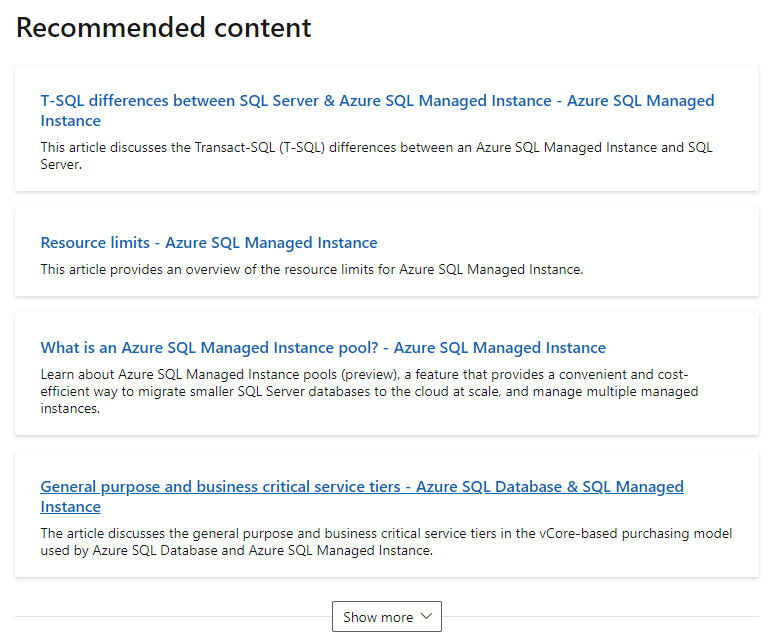 Recommended content
T-SQL differences between SQL Server & Azure SQL Managed Instance - Azure SQL Managed
Instance
This article discusses the Transact-SQL (T-SQL) differences between an Azure SQL Managed Instance and SQL
Server.
Resource limits - Azure SQL Managed Instance
This article provides an overview of the resource limits for Azure SQL Managed Instance.
What is an Azure SQL Managed Instance pool? - Azure SQL Managed Instance
Learn about Azure SQL Managed Instance pools (preview), a feature that provides a convenient and cost-
efficient way to migrate smaller SQL Server databases to the cloud at scale, and manage multiple managed
instances.
General purpose and business critical service tiers - Azure SQL Database & SQL Managed
Instance
The article discusses the general purpose and business critical service tiers in the vCore-based purchasing model
used by Azure SQL Database and Azure SQL Managed Instance.
Show more